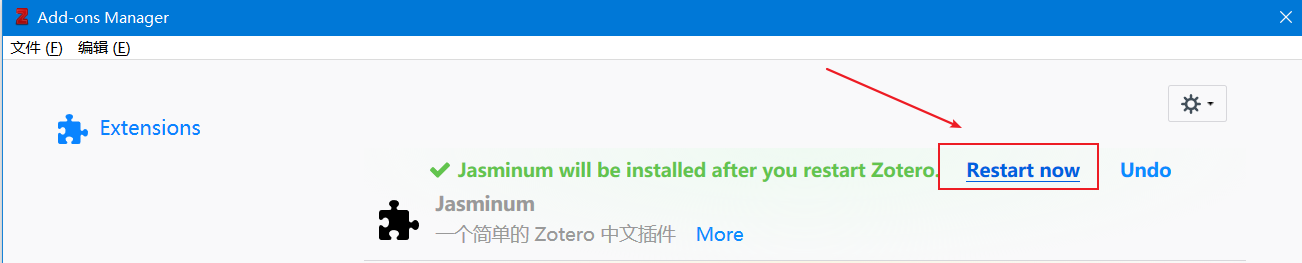 Add-ons Manager
文件 (F) 编辑 (E)
Extensions
Jasminum will be installed after you restart Zotero. Restart now Undo
Jasminum
一个简单的 Zotero 中文插件 More